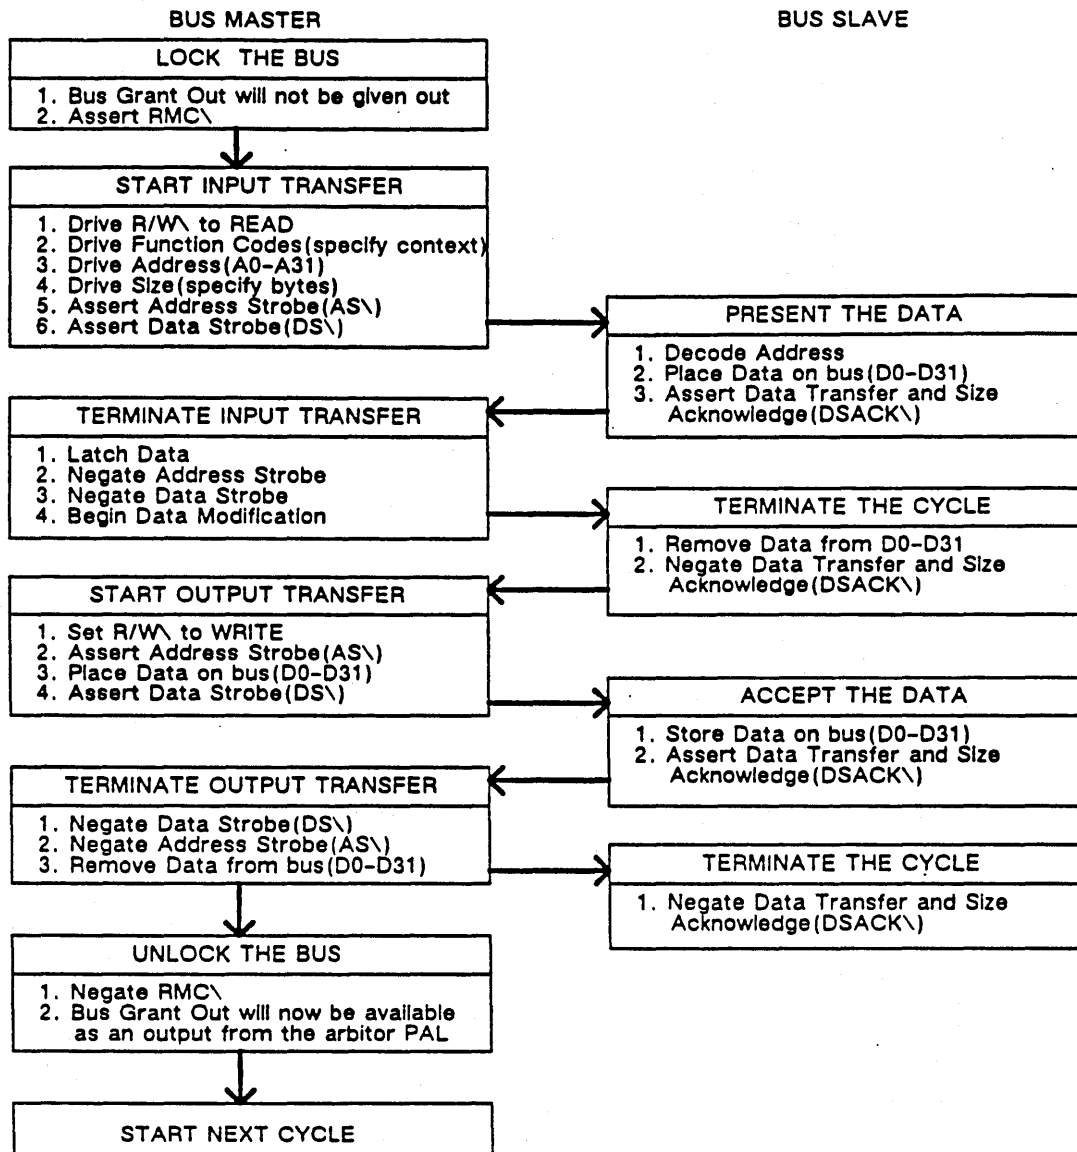 BUS MASTER
BUS SLAVE
LOCK THE BUS
1. Bus Grant Out will not be given out
2. Assert RMC\
START INPUT TRANSFER
1. Drive R/W\ to READ
2. Drive Function Codes(specify context)
3. Drive Address(A0-A31)
4. Drive Size(specify bytes)
5. Assert Address Strobe(AS\)
6. Assert Data Strobe(DS\)
PRESENT THE DATA
1. Decode Address
2. Place Data on bus(D0-D31)
3. Assert Data Transfer and Size
Acknowledge(DSACK\)
TERMINATE INPUT TRANSFER
1. Latch Data
2. Negate Address Strobe
3. Negate Data Strobe
4. Begin Data Modification
TERMINATE THE CYCLE
1. Remove Data from D0-D31
2. Negate Data Transfer and Size
Acknowledge(DSACK\)
START OUTPUT TRANSFER
1. Set R/W\ to WRITE
2. Assert Address Strobe(AS\)
3. Place Data on bus(D0-D31)
4. Assert Data Strobe(DS\)
ACCEPT THE DATA
1. Store Data on bus(D0-D31)
2. Assert Data Transfer and Size
Acknowledge(DSACK\)
TERMINATE OUTPUT TRANSFER
1. Negate Data Strobe(DS\)
2. Negate Address Strobe(AS\)
3. Remove Data from bus(D0-D31)
TERMINATE THE CYCLE
1. Negate Data Transfer and Size
Acknowledge(DSACK\)
UNLOCK THE BUS
1. Negate RMC\
2. Bus Grant Out will now be available
as an output from the arbitor PAL
START NEXT CYCLE